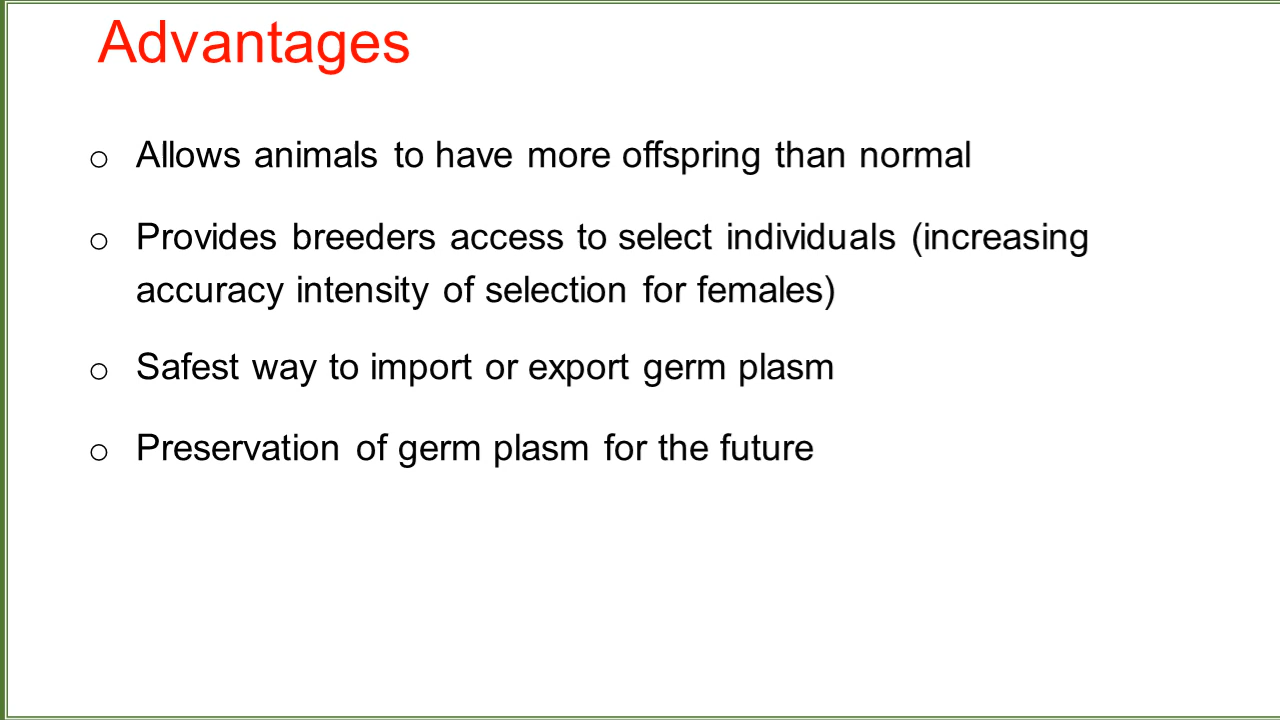 Advantages
o Allows animals to have more offspring than normal
o Provides breeders access to select individuals (increasing
accuracy intensity of selection for females)
o Safest way to import or export germ plasm
o Preservation of germ plasm for the future